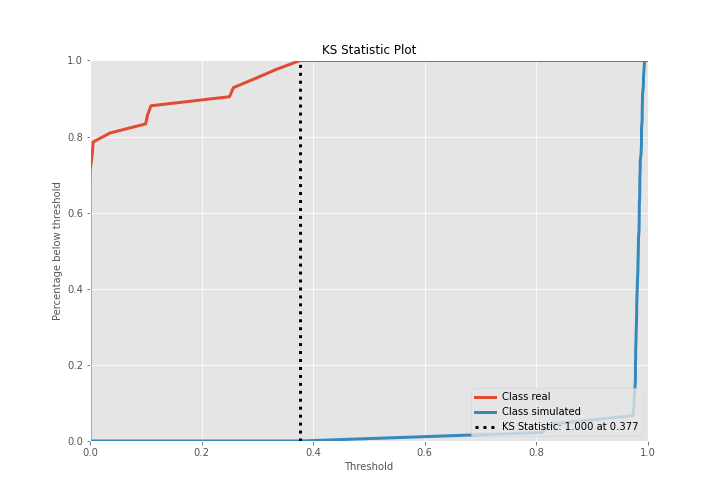 KS Statistic Plot
1.0
0.8
0.6
0.4
0.2
0.0
Percentage below threshold
0.0 0.2 0.4 0.6 0.8 1.0
Threshold
Class real
Class simulated
KS Statistic: 1.000 at 0.377